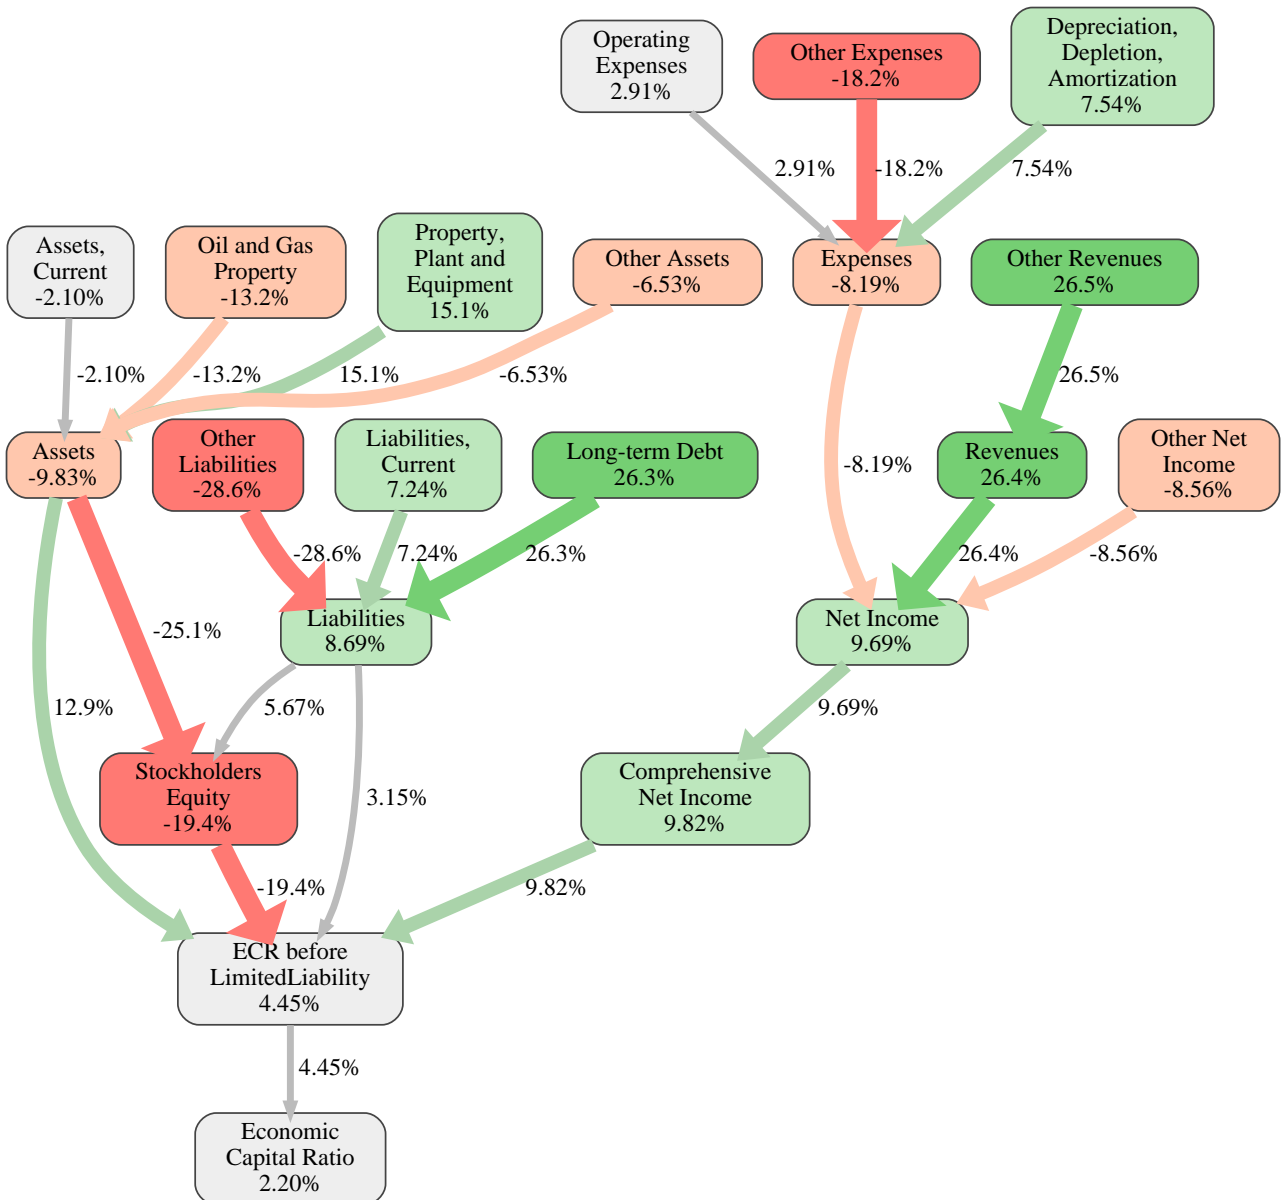 Operating
Expenses
2.91%
Other Expenses
-18.2%
Depreciation,
Depletion,
Amortization
7.54%
2.91%
-18.2%
7.54%
Assets,
Current
-2.10%
Oil and Gas
Property
-13.2%
Property,
Plant and
Equipment
15.1%
Other Assets
-6.53%
Expenses
-8.19%
Other Revenues
26.5%
-2.10%
-13.2%
15.1%
-6.53%
26.5%
Assets
-9.83%
Other
Liabilities
-28.6%
Liabilities,
Current
7.24%
Long-term Debt
26.3%
-8.19%
Revenues
26.4%
Other Net
Income
-8.56%
-28.6%
7.24%
26.3%
26.4%
-8.56%
-25.1%
Liabilities
8.69%
Net Income
9.69%
12.9%
5.67%
9.69%
Stockholders
Equity
-19.4%
3.15%
Comprehensive
Net Income
9.82%
-19.4%
9.82%
ECR before
LimitedLiability
4.45%
4.45%
Economic
Capital Ratio
2.20%